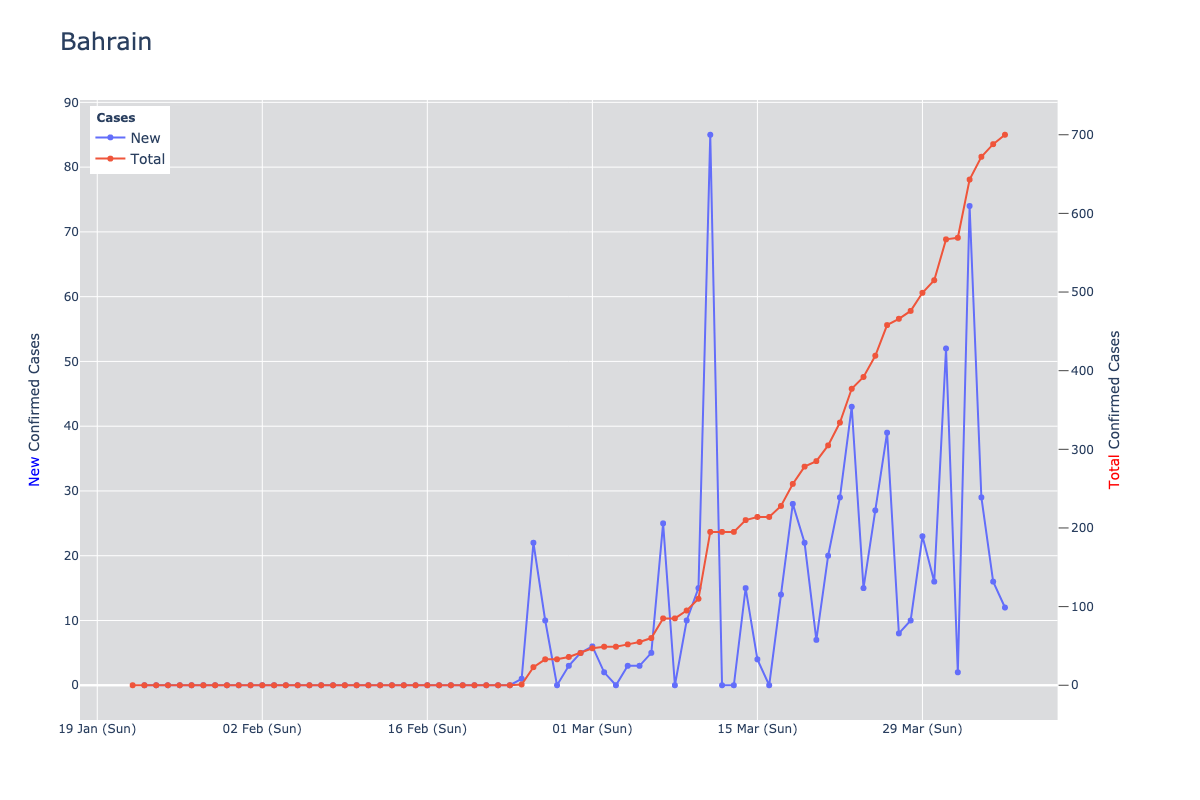 Bahrain
Cases
New
Total
90
80
70
60
50
40
30
20
10
0
New Confirmed Cases
700
600
500
400
300
200
100
0
Total Confirmed Cases
19 Jan (Sun) 02 Feb (Sun) 16 Feb (Sun) 01 Mar (Sun) 15 Mar (Sun) 29 Mar (Sun)